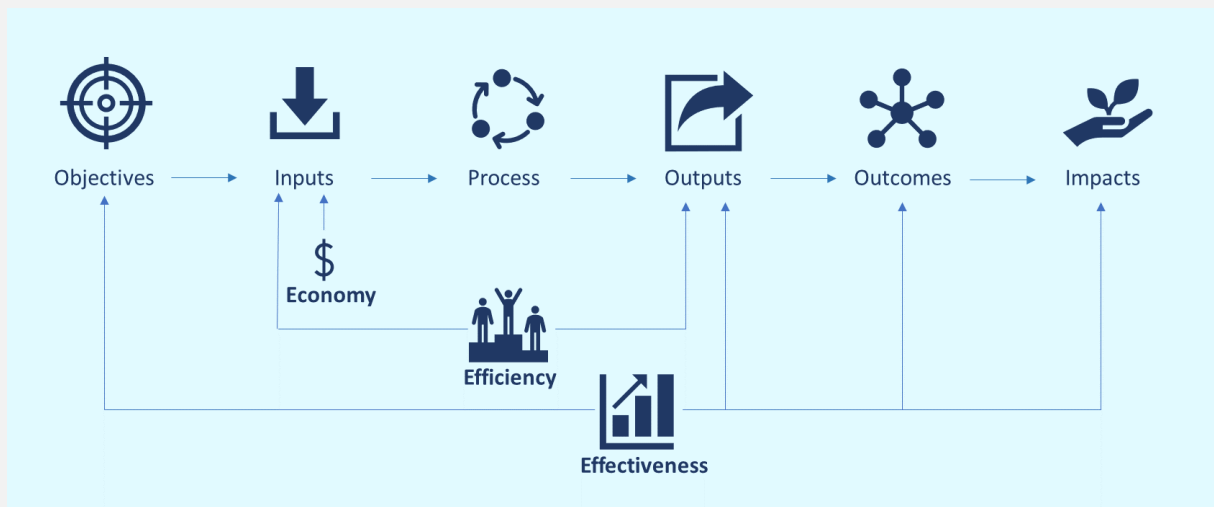 Objectives
Inputs
Process
Outputs
Outcomes
Impacts
$
Economy
Efficiency
Effectiveness